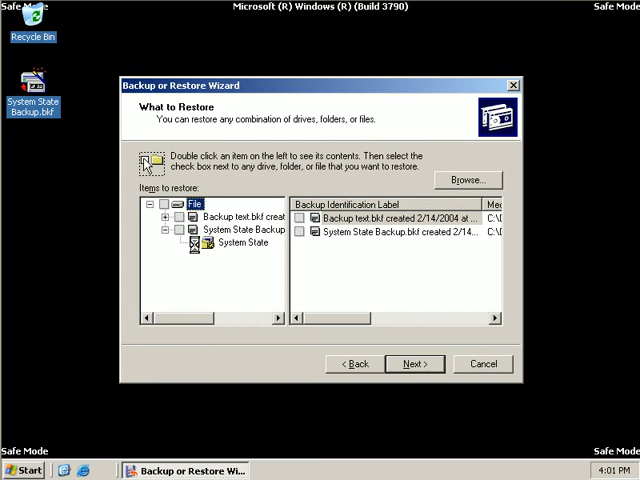 Safe Mode
Microsoft (R) Windows (R) (Build 3790)
Safe Mode
Recycle Bin
System State
Backup.bkf
Backup or Restore Wizard
What to Restore
You can restore any combination of drives, folders, or files.
Double click an item on the left to see its contents. Then select the
check box next to any drive, folder, or file that you want to restore.
Browse...
Items to restore:
File
Backup text.bkf creat
System State Backup
System State
Backup Identification Label
Med
Backup text.bkf created 2/14/2004 at ...
C:\D
System State Backup.bkf created 2/14...
C:\D
< Back
Next >
Cancel
Safe Mode
Safe Mode
Start
Backup or Restore Wi...
4:01 PM